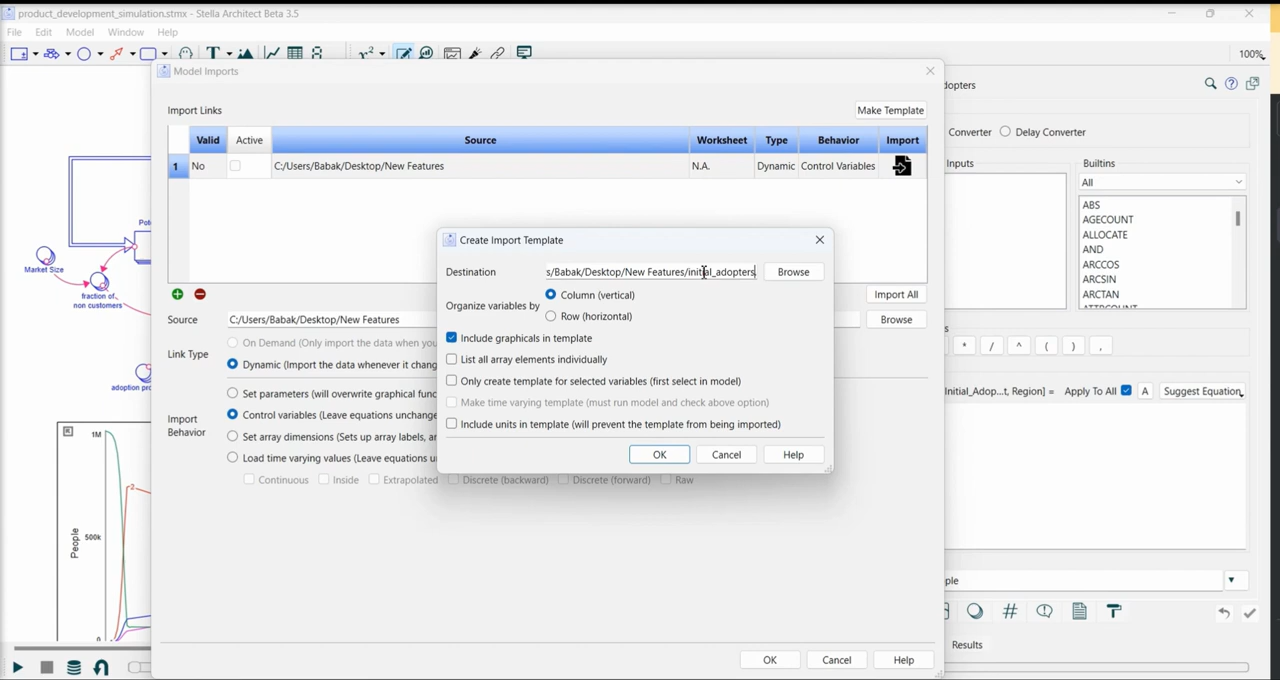 product_development_simulation.stmx - Stella Architect Beta 3.5
File Edit Model Window Help
T
100%
Model Imports
Import Links
Make Template
Valid Active Source Worksheet Type Behavior Import
1 No C:/Users/Babak/Desktop/New Features N.A. Dynamic Control Variables
Import All
Source C:/Users/Babak/Desktop/New Features Browse
Link Type
On Demand (Only import the data when you
Dynamic (Import the data whenever it chang
Import Behavior
Set parameters (will overwrite graphical func
Control variables (Leave equations unchange
Set array dimensions (Sets up array labels, ar
Load time varying values (Leave equations u
Continuous Inside Extrapolated Discrete (backward) Discrete (forward) Raw
OK Cancel Help
Create Import Template
Destination s/Babak/Desktop/New Features/initial_adopters. Browse
Organize variables by
Column (vertical)
Row (horizontal)
Include graphicals in template
List all array elements individually
Only create template for selected variables (first select in model)
Make time varying template (must run model and check above option)
Include units in template (will prevent the template from being imported)
OK Cancel Help
Market Size
fraction of.
non customers
Pot
adoption pro
1M
2
500k
People
0
dopters
Converter Delay Converter
Inputs
Builtins
All
ABS
AGECOUNT
ALLOCATE
AND
ARCCOS
ARCSIN
ARCTAN
ARRTCOUNT
s
* / ^ ( ) ,
Initial_Adop...t, Region] = Apply To All A Suggest Equation
ple
Results